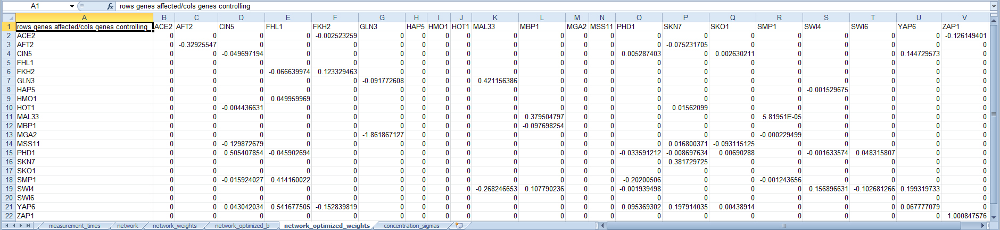 A1 fx rows genes affected/cols genes controlling
A B C D E F G H I J K L M N O P Q R S T U V
1 rows genes affected/cols genes controlling ACE2 AFT2 CIN5 FHL1 FKH2 GLN3 HAP5 HMO1 HOT1 MAL33 MBP1 MGA2 MSS11 PHD1 SKN7 SKO1 SMP1 SWI4 SWI6 YAP6 ZAP1
2 ACE2 0 0 0 0 -0.002523259 0 0 0 0 0 0 0 0 0 0 0 0 0 0 0 -0.126149401
3 AFT2 0 -0.32925547 0 0 0 0 0 0 0 0 0 0 0 0 -0.075231705 0 0 0 0 0 0
4 CIN5 0 0 -0.049697194 0 0 0 0 0 0 0 0 0 0 0.005287403 0 0.002630211 0 0 0 0.144729573 0
5 FHL1 0 0 0 0 0 0 0 0 0 0 0 0 0 0 0 0 0 0 0 0 0
6 FKH2 0 0 0 -0.066639974 0.123329463 0 0 0 0 0 0 0 0 0 0 0 0 0 0 0 0
7 GLN3 0 0 0 0 0 -0.091772608 0 0 0 0.421156386 0 0 0 0 0 0 0 0 0 0 0
8 HAP5 0 0 0 0 0 0 0 0 0 0 0 0 0 0 0 0 0 -0.001529675 0 0 0
9 HMO1 0 0 0 0.049959969 0 0 0 0 0 0 0 0 0 0 0 0 0 0 0 0 0
10 HOT1 0 0 -0.004436631 0 0 0 0 0 0 0 0 0 0 0 0.01562099 0 0 0 0 0 0
11 MAL33 0 0 0 0 0 0 0 0 0 0 0.379504797 0 0 0 0 0 5.81951E-05 0 0 0 0
12 MBP1 0 0 0 0 0 0 0 0 0 0 -0.097698254 0 0 0 0 0 0 0 0 0 0
13 MGA2 0 0 0 0 0 -1.861867127 0 0 0 0 0 0 0 0 0 0 -0.000229499 0 0 0 0
14 MSS11 0 0 -0.129872679 0 0 0 0 0 0 0 0 0 0 0 0.016800371 -0.093115125 0 0 0 0 0
15 PHD1 0 0 0.505407854 -0.045902694 0 0 0 0 0 0 0 0 0 -0.033591212 -0.008697634 0.00690288 0 -0.001633574 0.048315807 0 0
16 SKN7 0 0 0 0 0 0 0 0 0 0 0 0 0 0 0.381729725 0 0 0 0 0 0
17 SKO1 0 0 0 0 0 0 0 0 0 0 0 0 0 0 0 0 0 0 0 0 0
18 SMP1 0 0 -0.015924027 0.414160022 0 0 0 0 0 0 0 0 0 -0.20200506 0 0 -0.001243656 0 0 0 0
19 SWI4 0 0 0 0 0 0 0 0 0 -0.268246653 0.107790236 0 0 -0.001939498 0 0 0 0.156896631 -0.102681266 0.199319733 0
20 SWI6 0 0 0 0 0 0 0 0 0 0 0 0 0 0 0 0 0 0 0 0 0
21 YAP6 0 0 0.043042034 0.541677505 -0.152839819 0 0 0 0 0 0 0 0 0.095369302 0.197914035 0.00438914 0 0 0 0.067777079 0
22 ZAP1 0 0 0 0 0 0 0 0 0 0 0 0 0 0 0 0 0 0 0 0 1.000847576
measurement_times network network_weights network_optimized_b network_optimized_weights concentration_sigmas